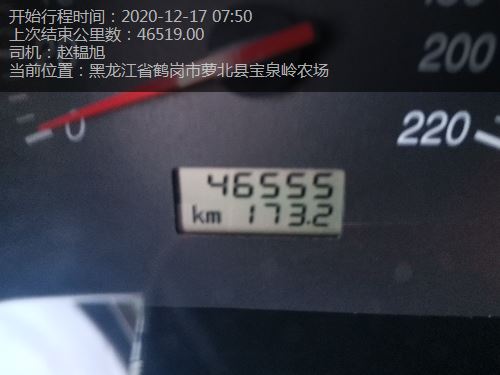 开始行程时间：2020-12-17 07:50
上次结束公里数：46519.00
司机：赵韫旭
当前位置：黑龙江省鹤岗市萝北县宝泉岭农场
0
220
46555
km 173.2